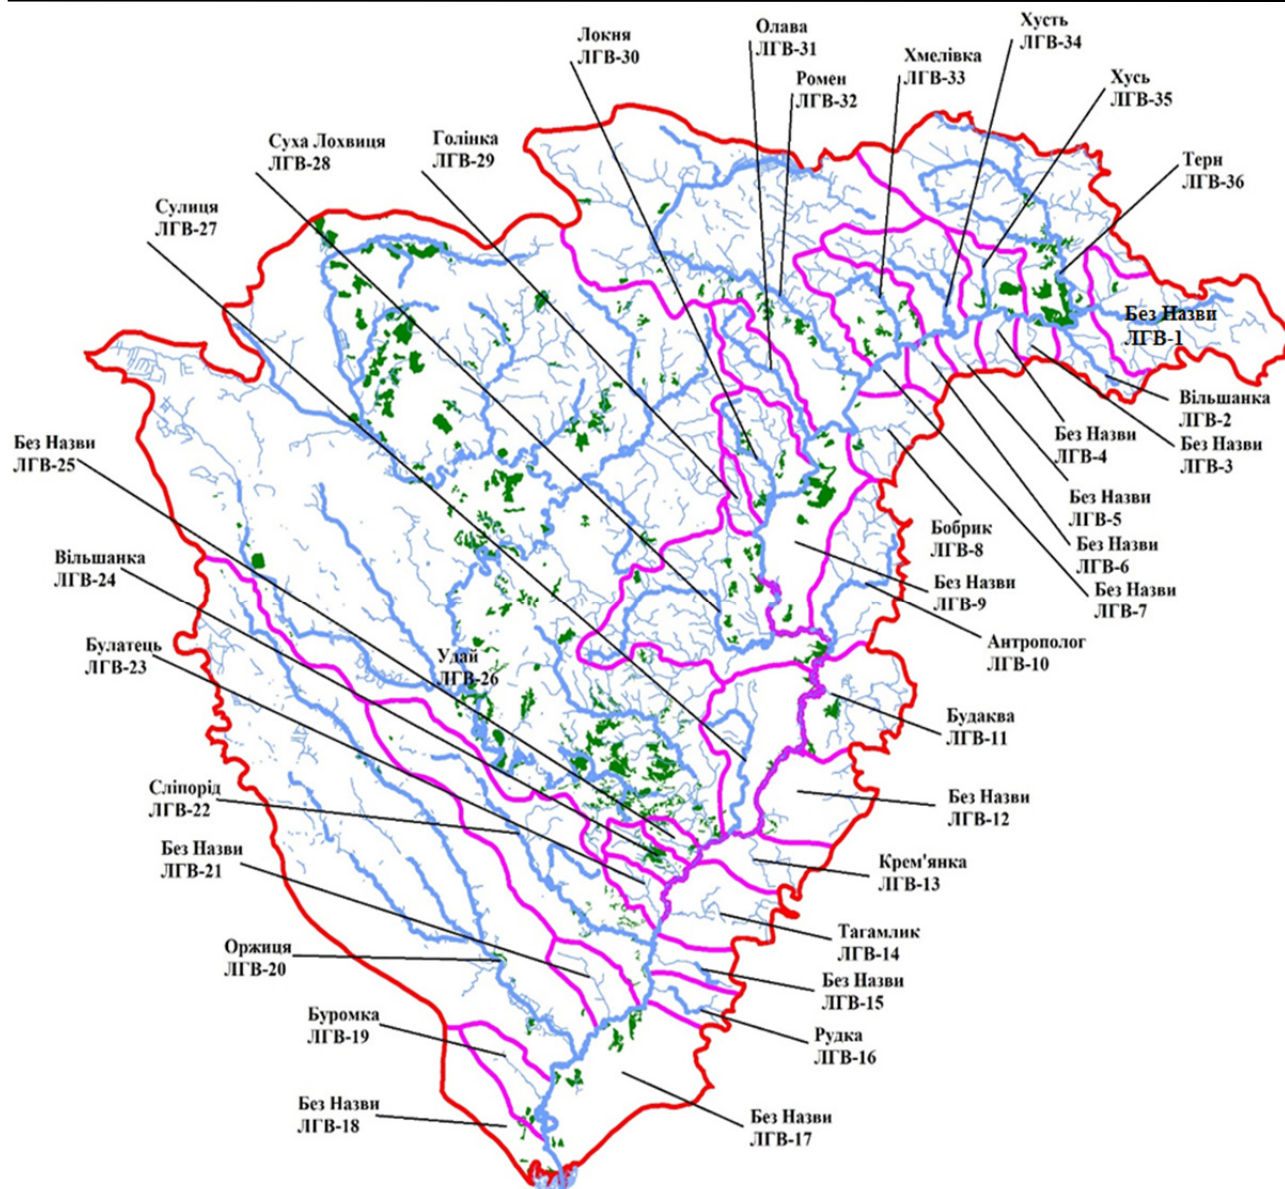 Локня
ЛГВ-30
Олава
ЛГВ-31
Ромен
ЛГВ-32
Хмелівка
ЛГВ-33
Хусть
ЛГВ-34
Хусь
ЛГВ-35
Терн
ЛГВ-36
Голінка
ЛГВ-29
Суха Лохвиця
ЛГВ-28
Сулиця
ЛГВ-27
Без Назви
ЛГВ-1
Вільшанка
ЛГВ-2
Без Назви
ЛГВ-3
Без Назви
ЛГВ-4
Без Назви
ЛГВ-5
Без Назви
ЛГВ-6
Без Назви
ЛГВ-7
Бобрик
ЛГВ-8
Без Назви
ЛГВ-9
Антрополог
ЛГВ-10
Будаква
ЛГВ-11
Без Назви
ЛГВ-12
Крем'янка
ЛГВ-13
Тагамлик
ЛГВ-14
Без Назви
ЛГВ-15
Рудка
ЛГВ-16
Без Назви
ЛГВ-17
Без Назви
ЛГВ-18
Буромка
ЛГВ-19
Оржиця
ЛГВ-20
Без Назви
ЛГВ-21
Сліпорід
ЛГВ-22
Булатець
ЛГВ-23
Вільшанка
ЛГВ-24
Без Назви
ЛГВ-25
Удай
ЛГВ-26